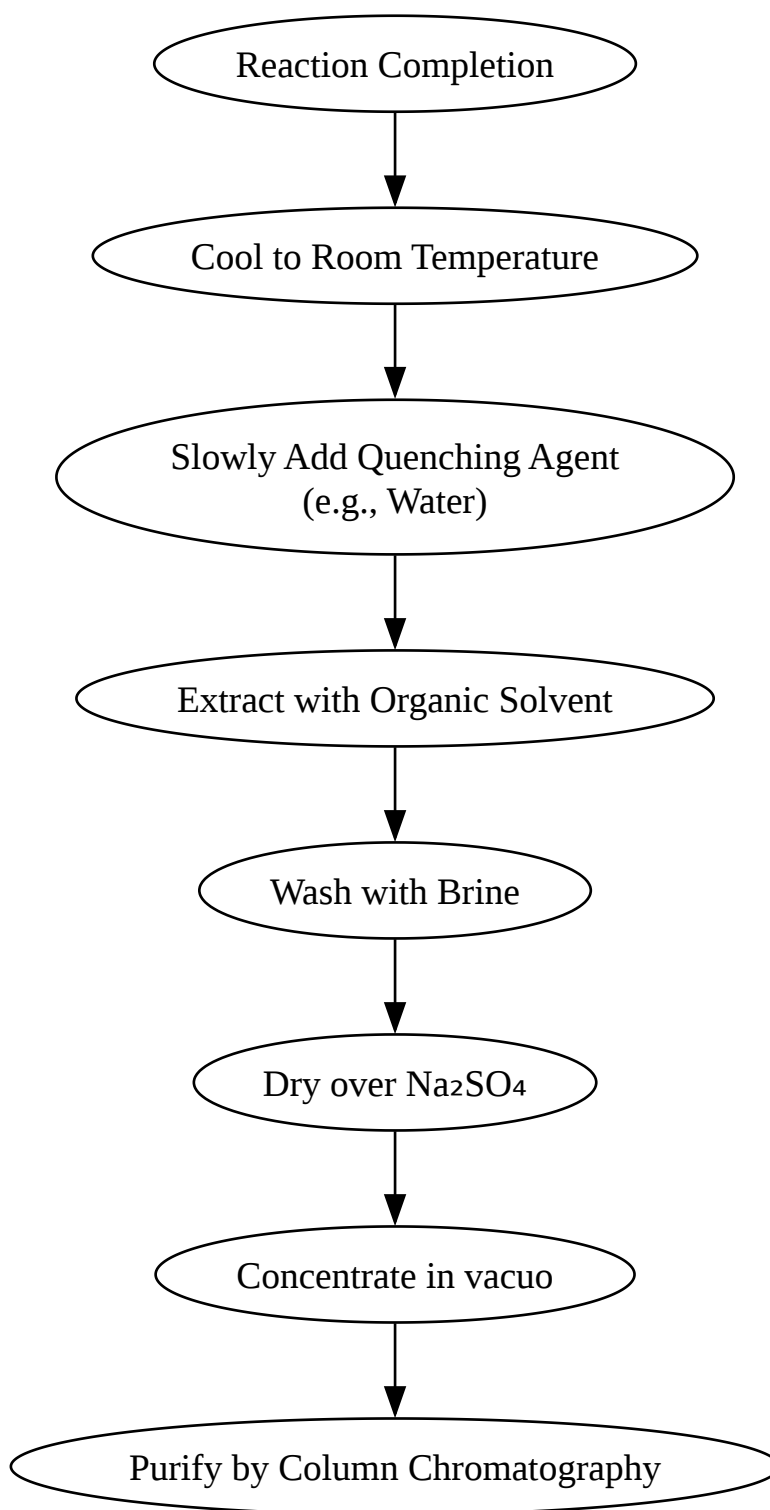 Reaction Completion
Cool to Room Temperature
Slowly Add Quenching Agent
(e.g., Water)
Extract with Organic Solvent
Wash with Brine
Dry over Na₂SO₄
Concentrate in vacuo
Purify by Column Chromatography